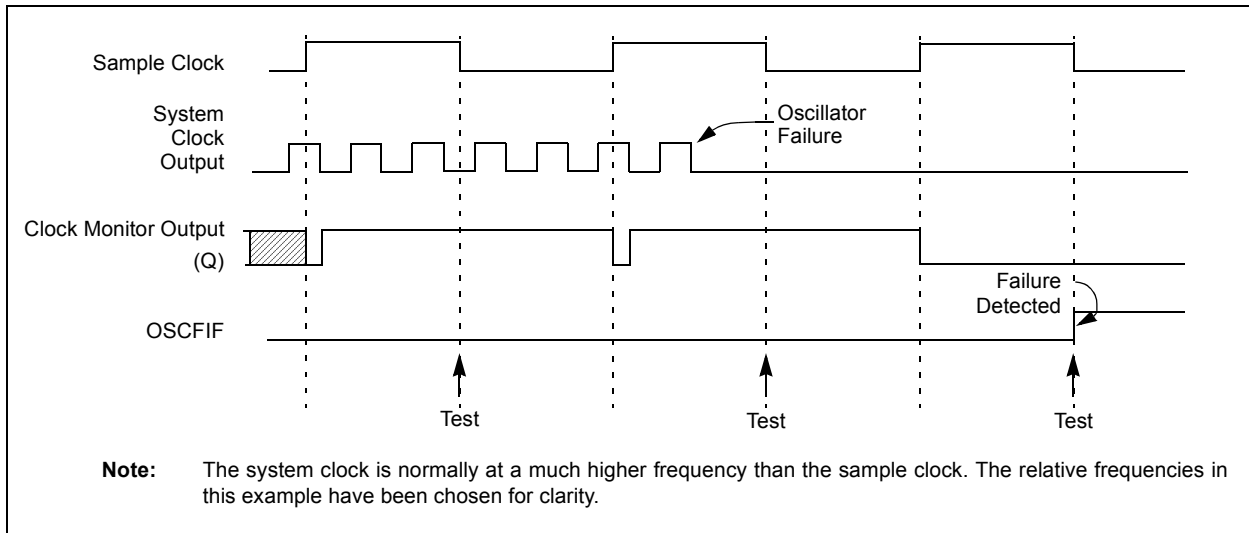 Sample Clock
System
Clock
Output
Oscillator
Failure
Clock Monitor Output
(Q)
Failure
Detected
OSCFIF
Test
Test
Test
Note: The system clock is normally at a much higher frequency than the sample clock. The relative frequencies in
this example have been chosen for clarity.